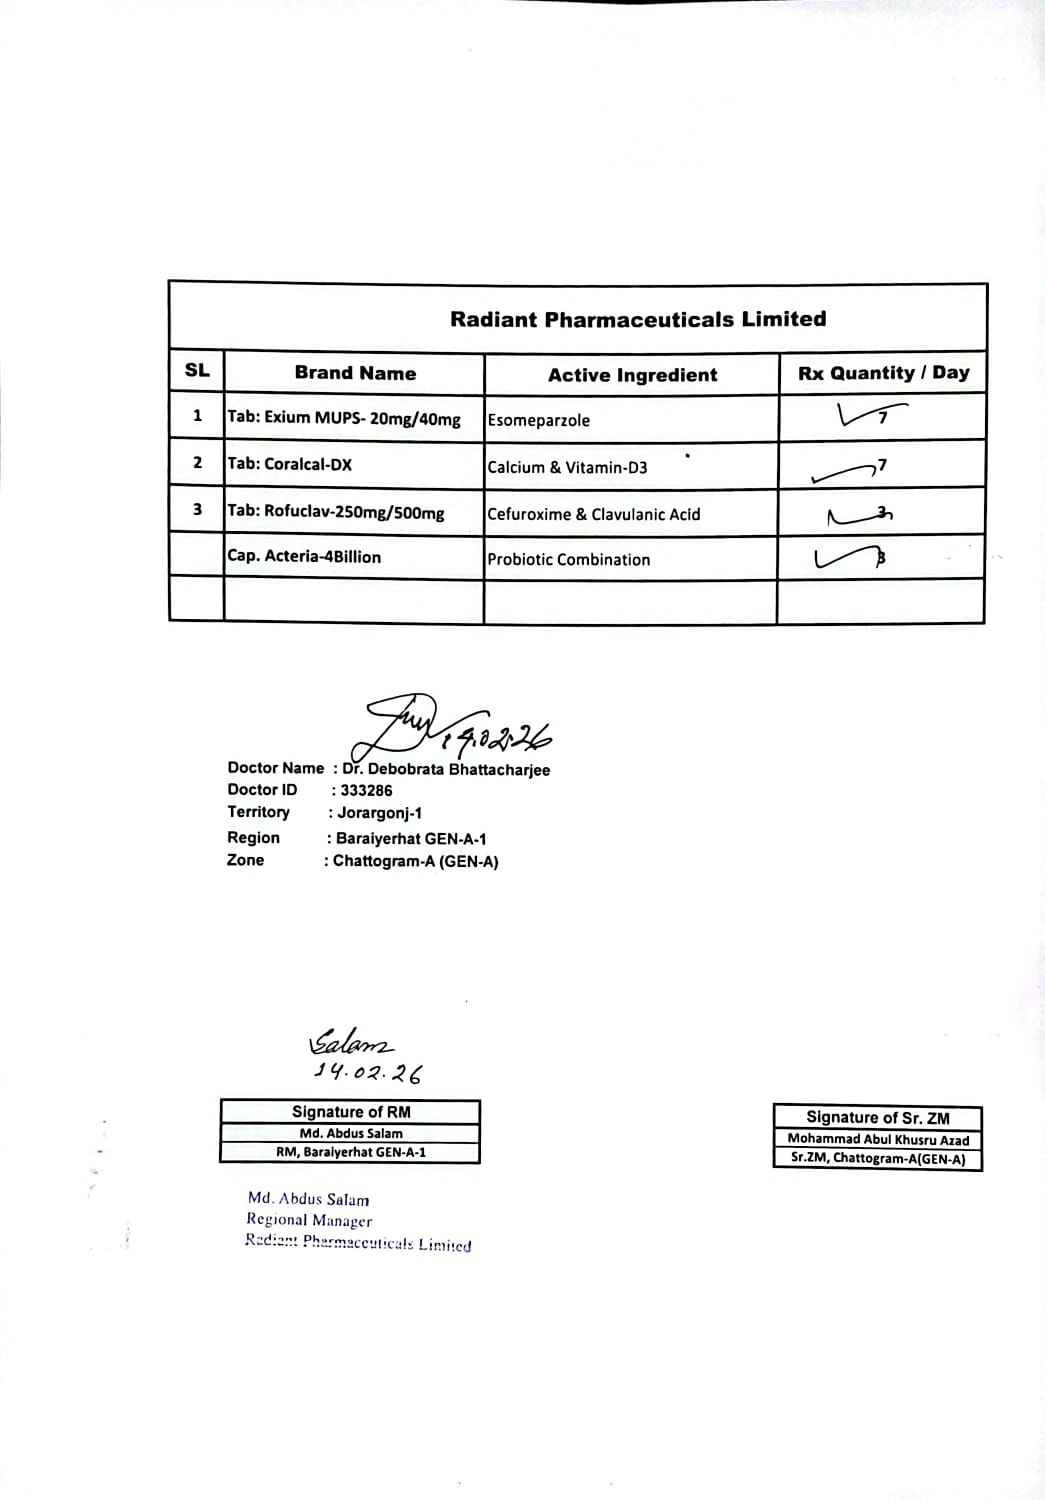 Radiant Pharmaceuticals Limited
SL Brand Name Active Ingredient Rx Quantity / Day
1 Tab: Exium MUPS- 20mg/40mg Esomeparzole 7
2 Tab: Coralcal-DX Calcium & Vitamin-D3 7
3 Tab: Rofuclav-250mg/500mg Cefuroxime & Clavulanic Acid 3
Cap. Acteria-4Billion Probiotic Combination 3
14.02.26
Doctor Name : Dr. Debobrata Bhattacharjee
Doctor ID : 333286
Territory : Jorargonj-1
Region : Baraiyerhat GEN-A-1
Zone : Chattogram-A (GEN-A)
Salam
14.02.26
Signature of RM
Md. Abdus Salam
RM, Baraiyerhat GEN-A-1
Signature of Sr. ZM
Mohammad Abul Khusru Azad
Sr.ZM, Chattogram-A(GEN-A)
Md. Abdus Salam
Regional Manager
Radiant Pharmaceuticals Limited